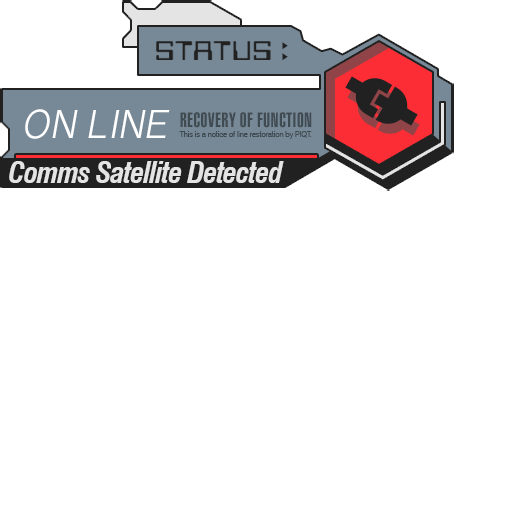 STATUS :
ON LINE
RECOVERY OF FUNCTION
This is a notice of line restoration by PIQT.
Comms Satellite Detected